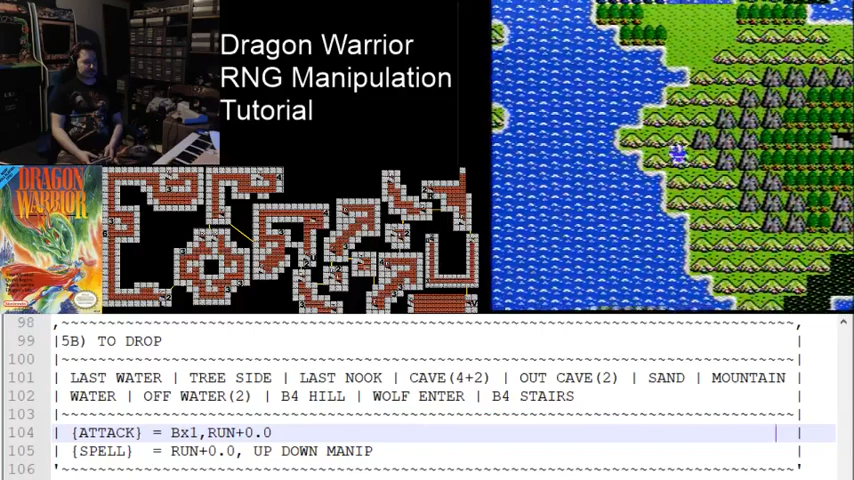 Dragon Warrior
RNG Manipulation
Tutorial
DRAGON
WARRIOR
98 ,~~~~~~~~~~~~~~~~~~~~~~~~~~~~~~~~~~~~~~~~~~~~~~~~~~~~~~~~~~~~~~~~~~~~~~~~~~~~~~~~,
99 |5B) TO DROP |
100 |~~~~~~~~~~~~~~~~~~~~~~~~~~~~~~~~~~~~~~~~~~~~~~~~~~~~~~~~~~~~~~~~~~~~~~~~~~~~~~~~|
101 | LAST WATER | TREE SIDE | LAST NOOK | CAVE(4+2) | OUT CAVE(2) | SAND | MOUNTAIN |
102 | WATER | OFF WATER(2) | B4 HILL | WOLF ENTER | B4 STAIRS |
103 |~~~~~~~~~~~~~~~~~~~~~~~~~~~~~~~~~~~~~~~~~~~~~~~~~~~~~~~~~~~~~~~~~~~~~~~~~~~~~~~~|
104 | {ATTACK} = Bx1,RUN+0.0 |
105 | {SPELL} = RUN+0.0, UP DOWN MANIP |
106 '~~~~~~~~~~~~~~~~~~~~~~~~~~~~~~~~~~~~~~~~~~~~~~~~~~~~~~~~~~~~~~~~~~~~~~~~~~~~~~~~'